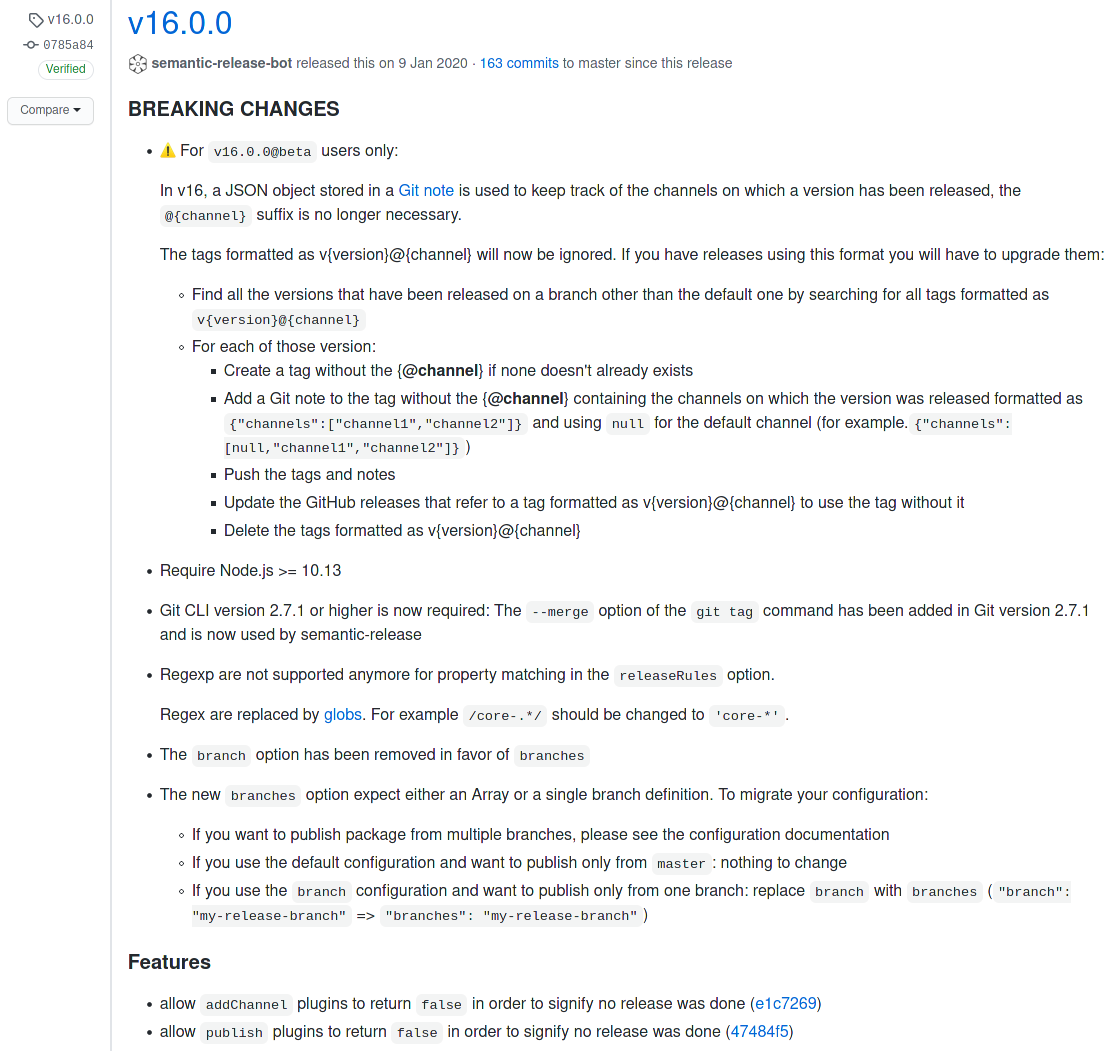 v16.0.0
0785a84
Verified
Compare
v16.0.0
semantic-release-bot released this on 9 Jan 2020 · 163 commits to master since this release
BREAKING CHANGES
• ⚠️ For v16.0.0@beta users only:
In v16, a JSON object stored in a Git note is used to keep track of the channels on which a version has been released, the
@{channel} suffix is no longer necessary.
The tags formatted as v{version}@{channel} will now be ignored. If you have releases using this format you will have to upgrade them:
◦ Find all the versions that have been released on a branch other than the default one by searching for all tags formatted as
v{version}@{channel}
◦ For each of those version:
▪ Create a tag without the {@channel} if none doesn't already exists
▪ Add a Git note to the tag without the {@channel} containing the channels on which the version was released formatted as
{"channels":["channel1","channel2"]} and using null for the default channel (for example. {"channels":
[null,"channel1","channel2"]})
▪ Push the tags and notes
▪ Update the GitHub releases that refer to a tag formatted as v{version}@{channel} to use the tag without it
▪ Delete the tags formatted as v{version}@{channel}
• Require Node.js >= 10.13
• Git CLI version 2.7.1 or higher is now required: The --merge option of the git tag command has been added in Git version 2.7.1
and is now used by semantic-release
• Regexp are not supported anymore for property matching in the releaseRules option.
Regex are replaced by globs. For example /core-.*/ should be changed to 'core-*'.
• The branch option has been removed in favor of branches
• The new branches option expect either an Array or a single branch definition. To migrate your configuration:
◦ If you want to publish package from multiple branches, please see the configuration documentation
◦ If you use the default configuration and want to publish only from master: nothing to change
◦ If you use the branch configuration and want to publish only from one branch: replace branch with branches ("branch":
"my-release-branch" => "branches": "my-release-branch")
Features
• allow addChannel plugins to return false in order to signify no release was done (e1c7269)
• allow publish plugins to return false in order to signify no release was done (47484f5)